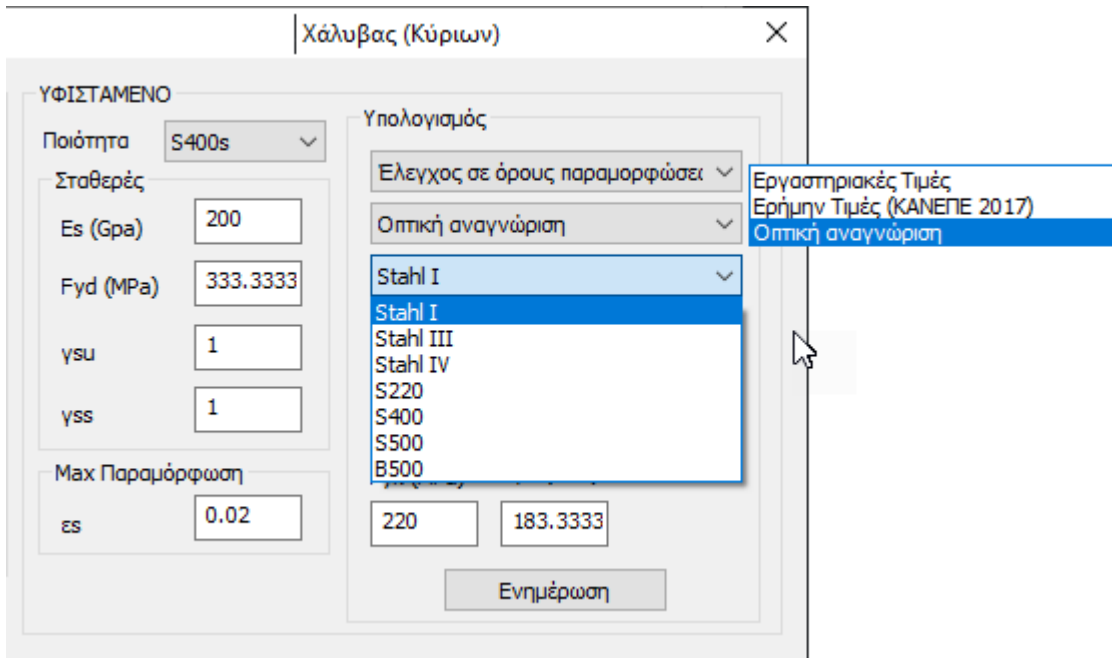 Χάλυβας (Κύριων)
ΥΦΙΣΤΑΜΕΝΟ
Ποιότητα S400s
Σταθερές
Es (Gpa) 200
Fyd (MPa) 333.3333
γsu 1
γss 1
Max Παραμόρφωση
εs 0.02
Υπολογισμός
Έλεγχος σε όρους παραμορφώσεα
Οπτική αναγνώριση
Stahl I
Stahl I
Stahl III
Stahl IV
S220
S400
S500
B500
220 183.3333
Ενημέρωση
Εργαστηριακές Τιμές
Ερήμην Τιμές (ΚΑΝΕΠΕ 2017)
Οπτική αναγνώριση